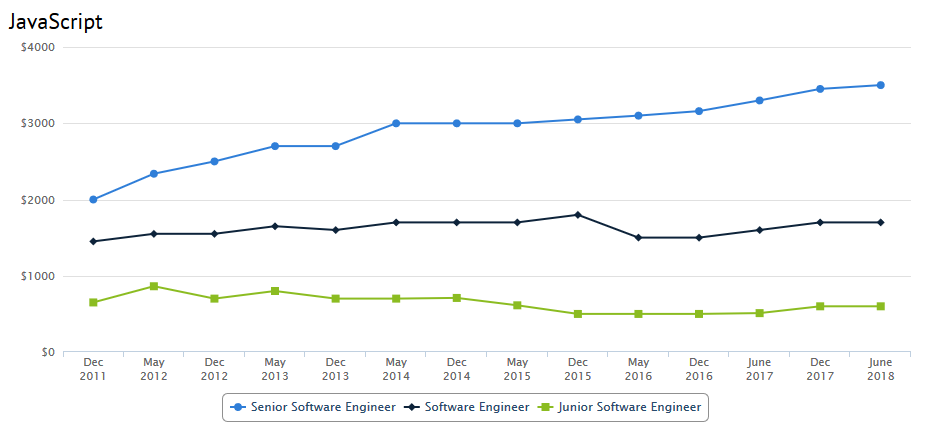 JavaScript
$4000
$3000
$2000
$1000
$0
Dec May Dec May Dec May Dec May Dec May Dec June Dec June
2011 2012 2012 2013 2013 2014 2014 2015 2015 2016 2016 2017 2017 2018
Senior Software Engineer Software Engineer Junior Software Engineer